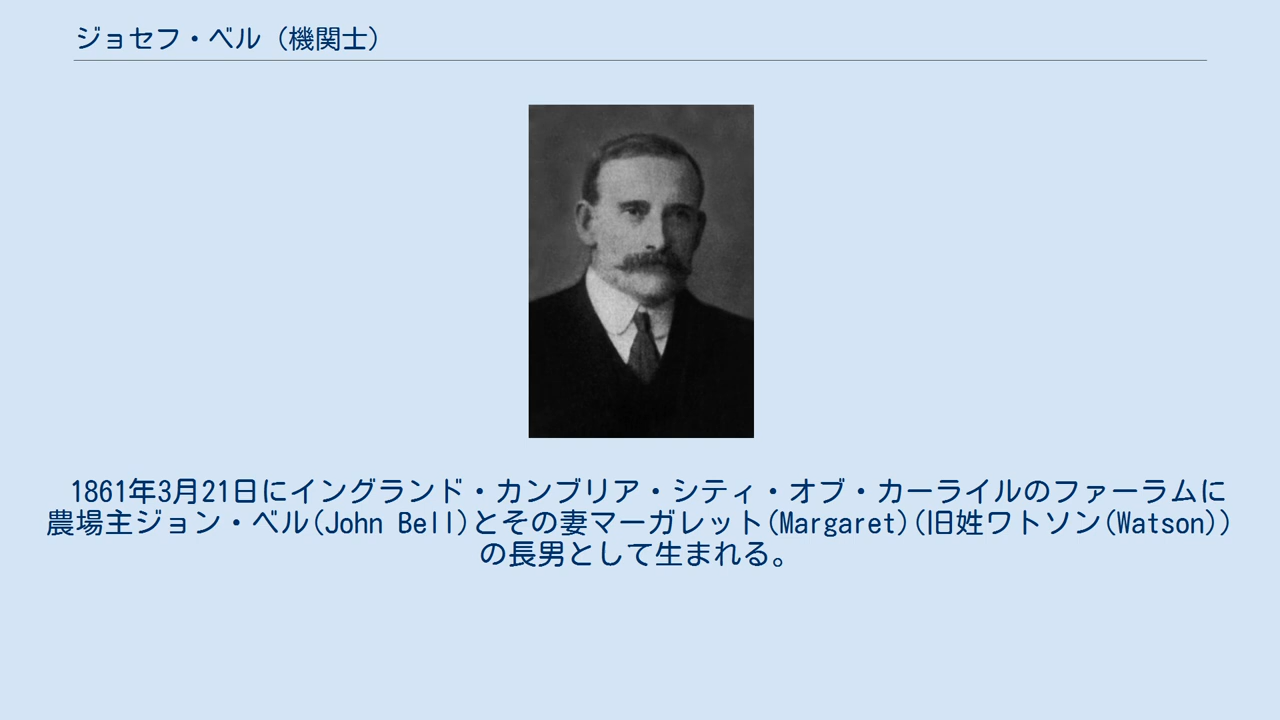 ジョセフ・ベル（機関士）
1861年3月21日にイングランド・カンブリア・シティ・オブ・カーライルのファーラムに
農場主ジョン・ベル(John Bell)とその妻マーガレット(Margaret)(旧姓ワトソン(Watson))
の長男として生まれる。